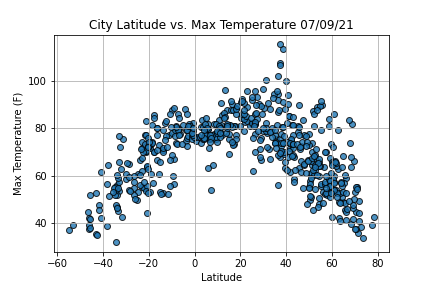 City Latitude vs. Max Temperature 07/09/21
100
80
60
40
Max Temperature (F)
−60 −40 −20 0 20 40 60 80
Latitude